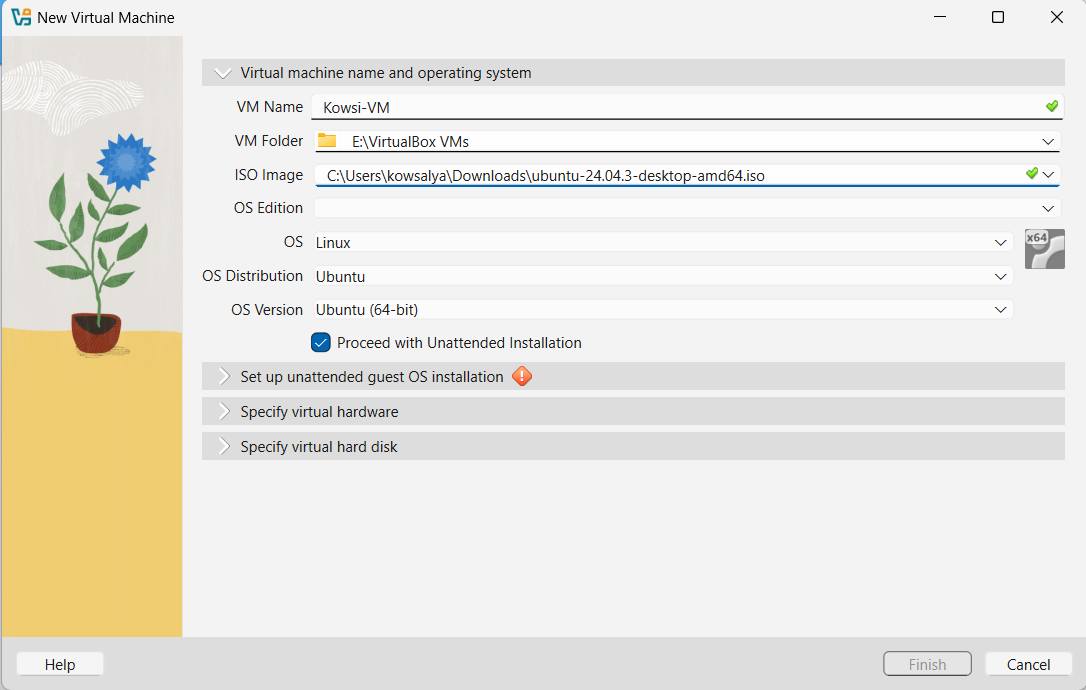 New Virtual Machine
Virtual machine name and operating system
VM Name Kowsi-VM
VM Folder E:\VirtualBox VMs
ISO Image C:\Users\kowsalya\Downloads\ubuntu-24.04.3-desktop-amd64.iso
OS Edition
OS Linux x64
OS Distribution Ubuntu
OS Version Ubuntu (64-bit)
Proceed with Unattended Installation
Set up unattended guest OS installation
Specify virtual hardware
Specify virtual hard disk
Help Finish Cancel